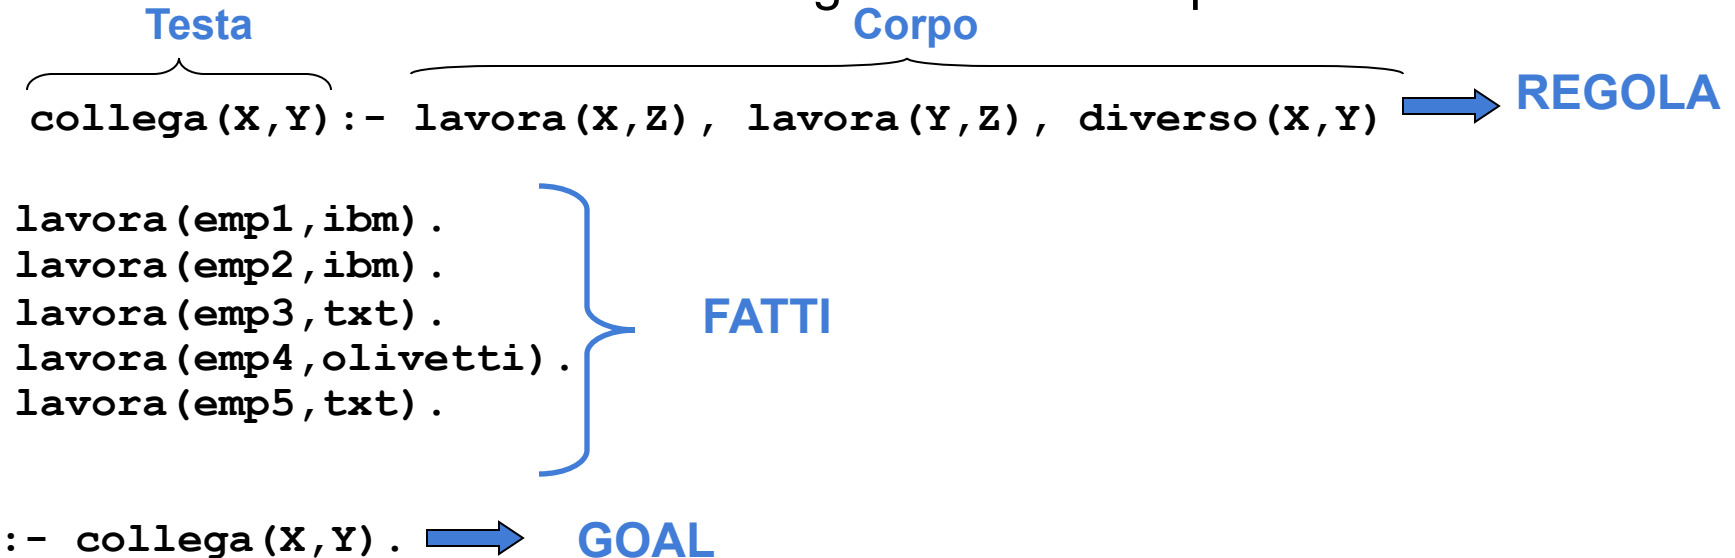 Testa Corpo
collega(X,Y):- lavora(X,Z), lavora(Y,Z), diverso(X,Y) REGOLA
lavora(emp1,ibm).
lavora(emp2,ibm).
lavora(emp3,txt). FATTI
lavora(emp4,olivetti).
lavora(emp5,txt).
:- collega(X,Y). GOAL